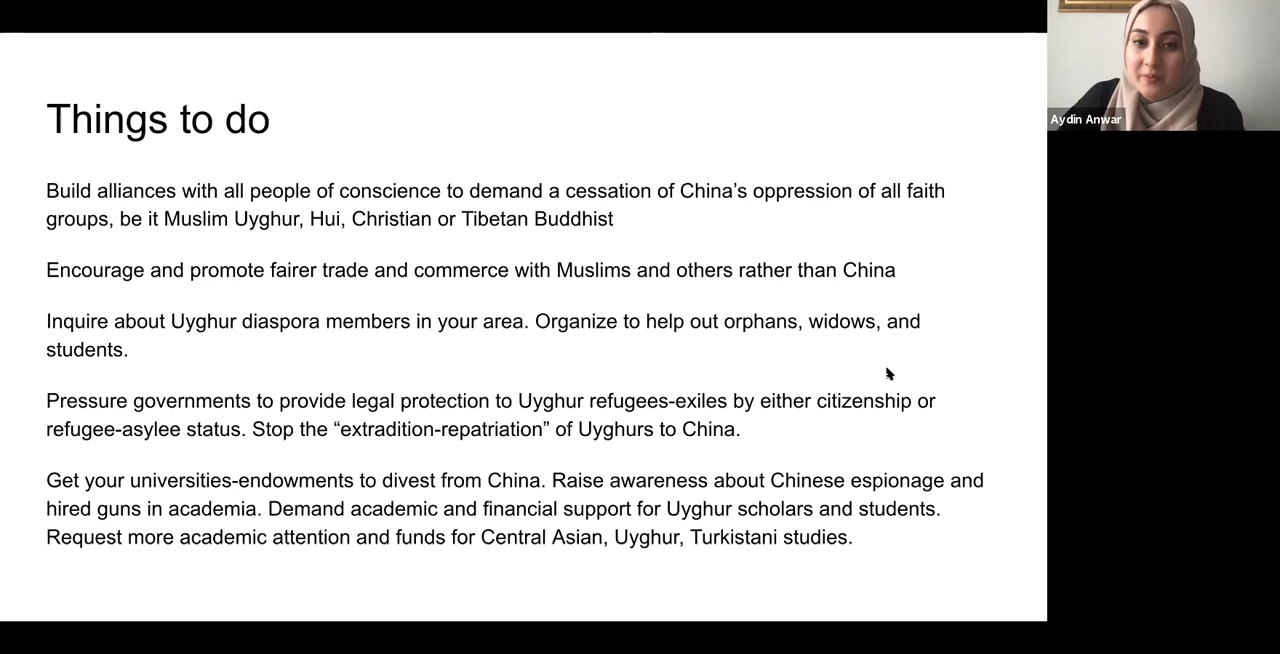 Things to do
Build alliances with all people of conscience to demand a cessation of China’s oppression of all faith
groups, be it Muslim Uyghur, Hui, Christian or Tibetan Buddhist
Encourage and promote fairer trade and commerce with Muslims and others rather than China
Inquire about Uyghur diaspora members in your area. Organize to help out orphans, widows, and
students.
Pressure governments to provide legal protection to Uyghur refugees-exiles by either citizenship or
refugee-asylee status. Stop the “extradition-repatriation” of Uyghurs to China.
Get your universities-endowments to divest from China. Raise awareness about Chinese espionage and
hired guns in academia. Demand academic and financial support for Uyghur scholars and students.
Request more academic attention and funds for Central Asian, Uyghur, Turkistani studies.
Aydin Anwar